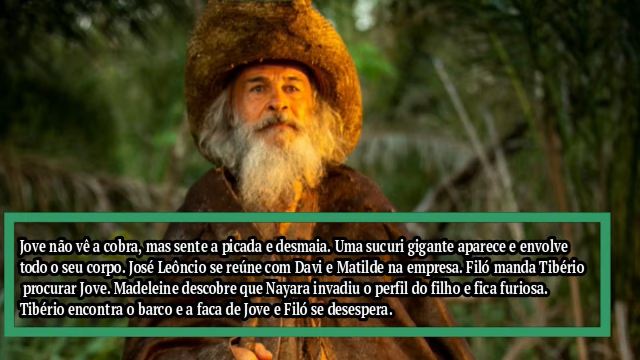 Jove não vê a cobra, mas sente a picada e desmaia. Uma sucuri gigante aparece e envolve
todo o seu corpo. José Leôncio se reúne com Davi e Matilde na empresa. Filó manda Tibério
procurar Jove. Madeleine descobre que Nayara invadiu o perfil do filho e fica furiosa.
Tibério encontra o barco e a faca de Jove e Filó se desespera.